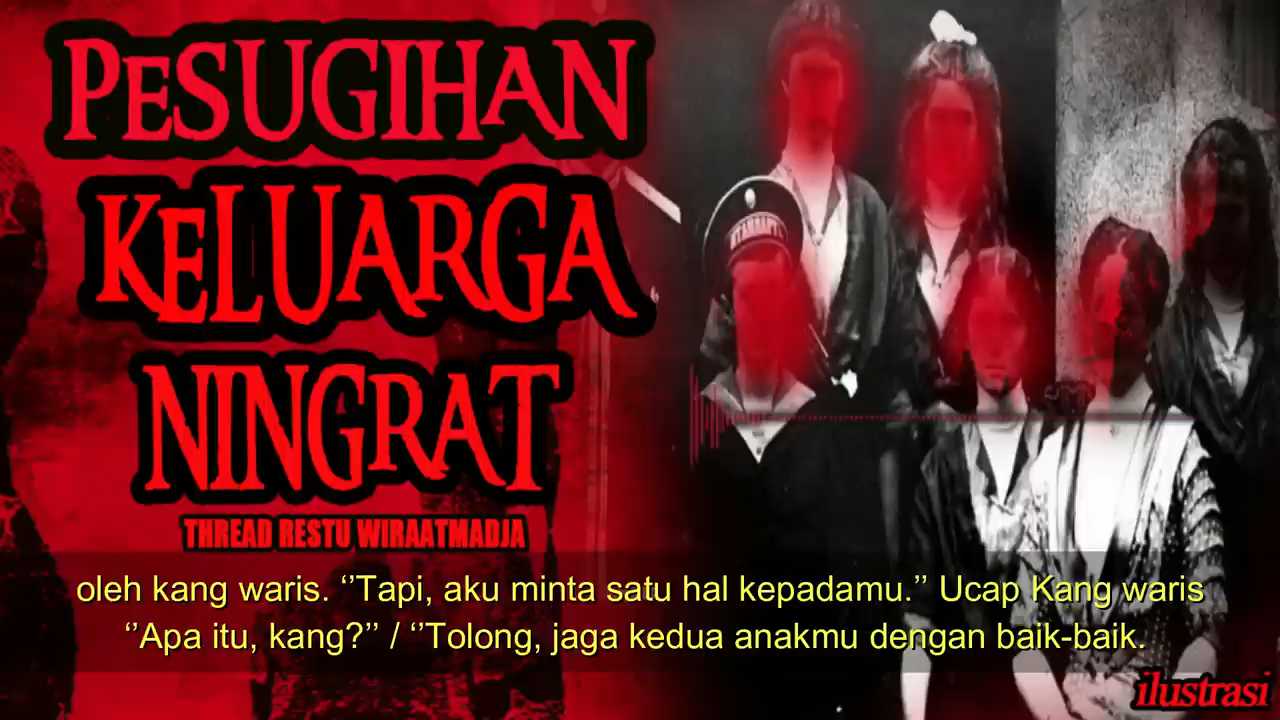 PESUGIHAN
KELUARGA
NINGRAT
THREAD RESTU WIRAATMADJA
oleh kang waris. ‘’Tapi, aku minta satu hal kepadamu.’’ Ucap Kang waris
‘’Apa itu, kang?’’ / ‘’Tolong, jaga kedua anakmu dengan baik-baik.
ilustrasi